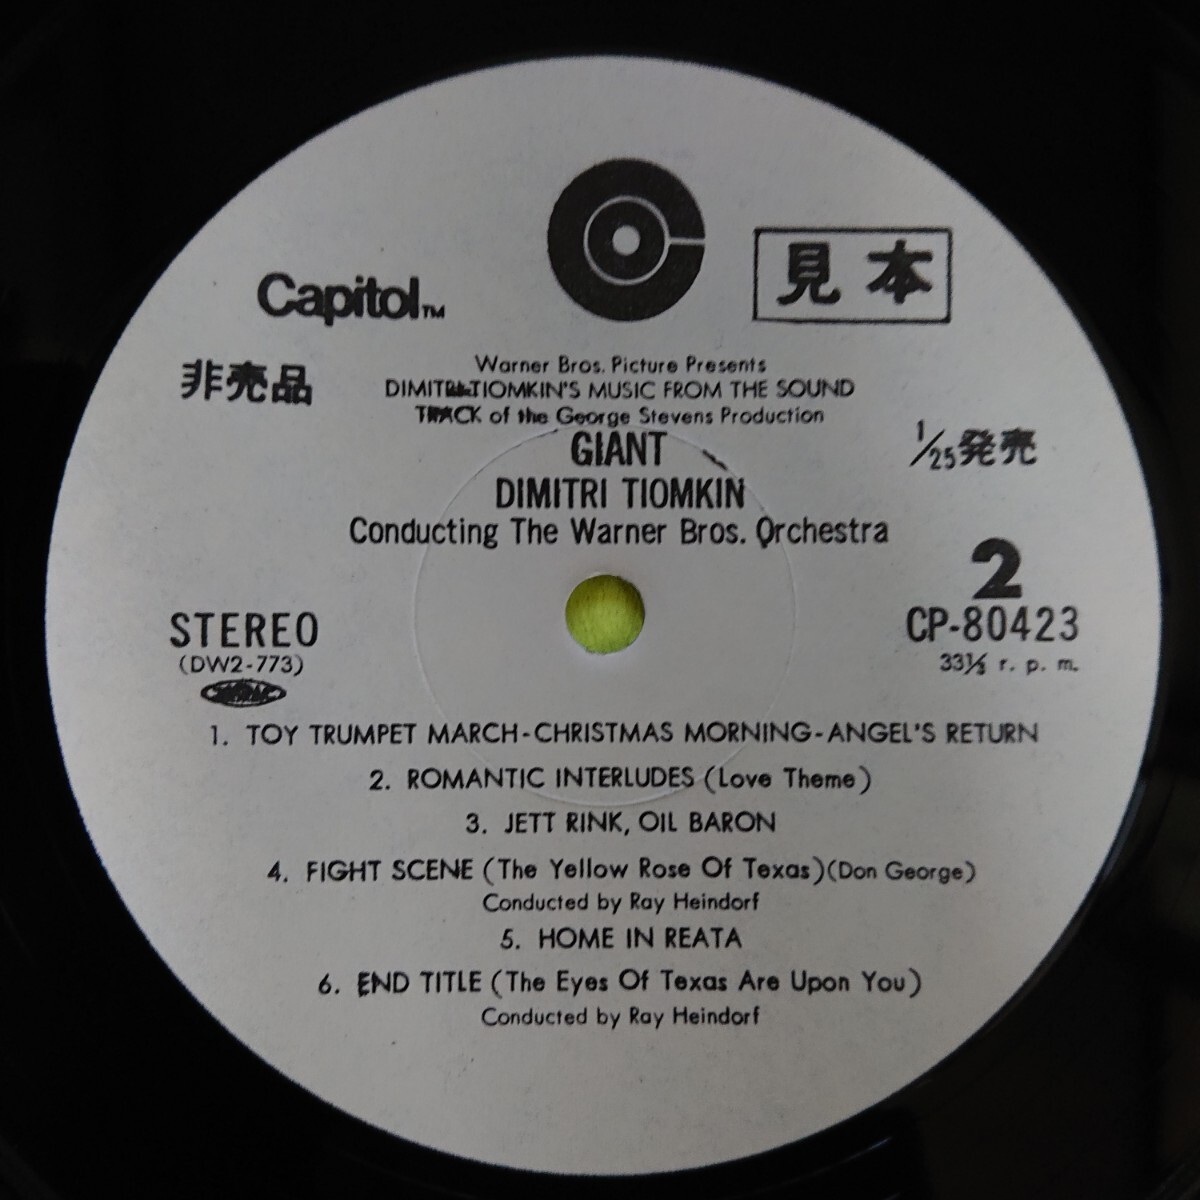 Capitol™
見本
非売品
Warner Bros. Picture Presents
DIMITRI TIOMKIN'S MUSIC FROM THE SOUND
TRACK of the George Stevens Production
GIANT
1/25発売
DIMITRI TIOMKIN
Conducting The Warner Bros. Orchestra
2
STEREO
CP-80423
(DW2-773)
33⅓ r. p. m.
1. TOY TRUMPET MARCH-CHRISTMAS MORNING-ANGEL'S RETURN
2. ROMANTIC INTERLUDES (Love Theme)
3. JETT RINK, OIL BARON
4. FIGHT SCENE (The Yellow Rose Of Texas)(Don George)
Conducted by Ray Heindorf
5. HOME IN REATA
6. END TITLE (The Eyes Of Texas Are Upon You)
Conducted by Ray Heindorf